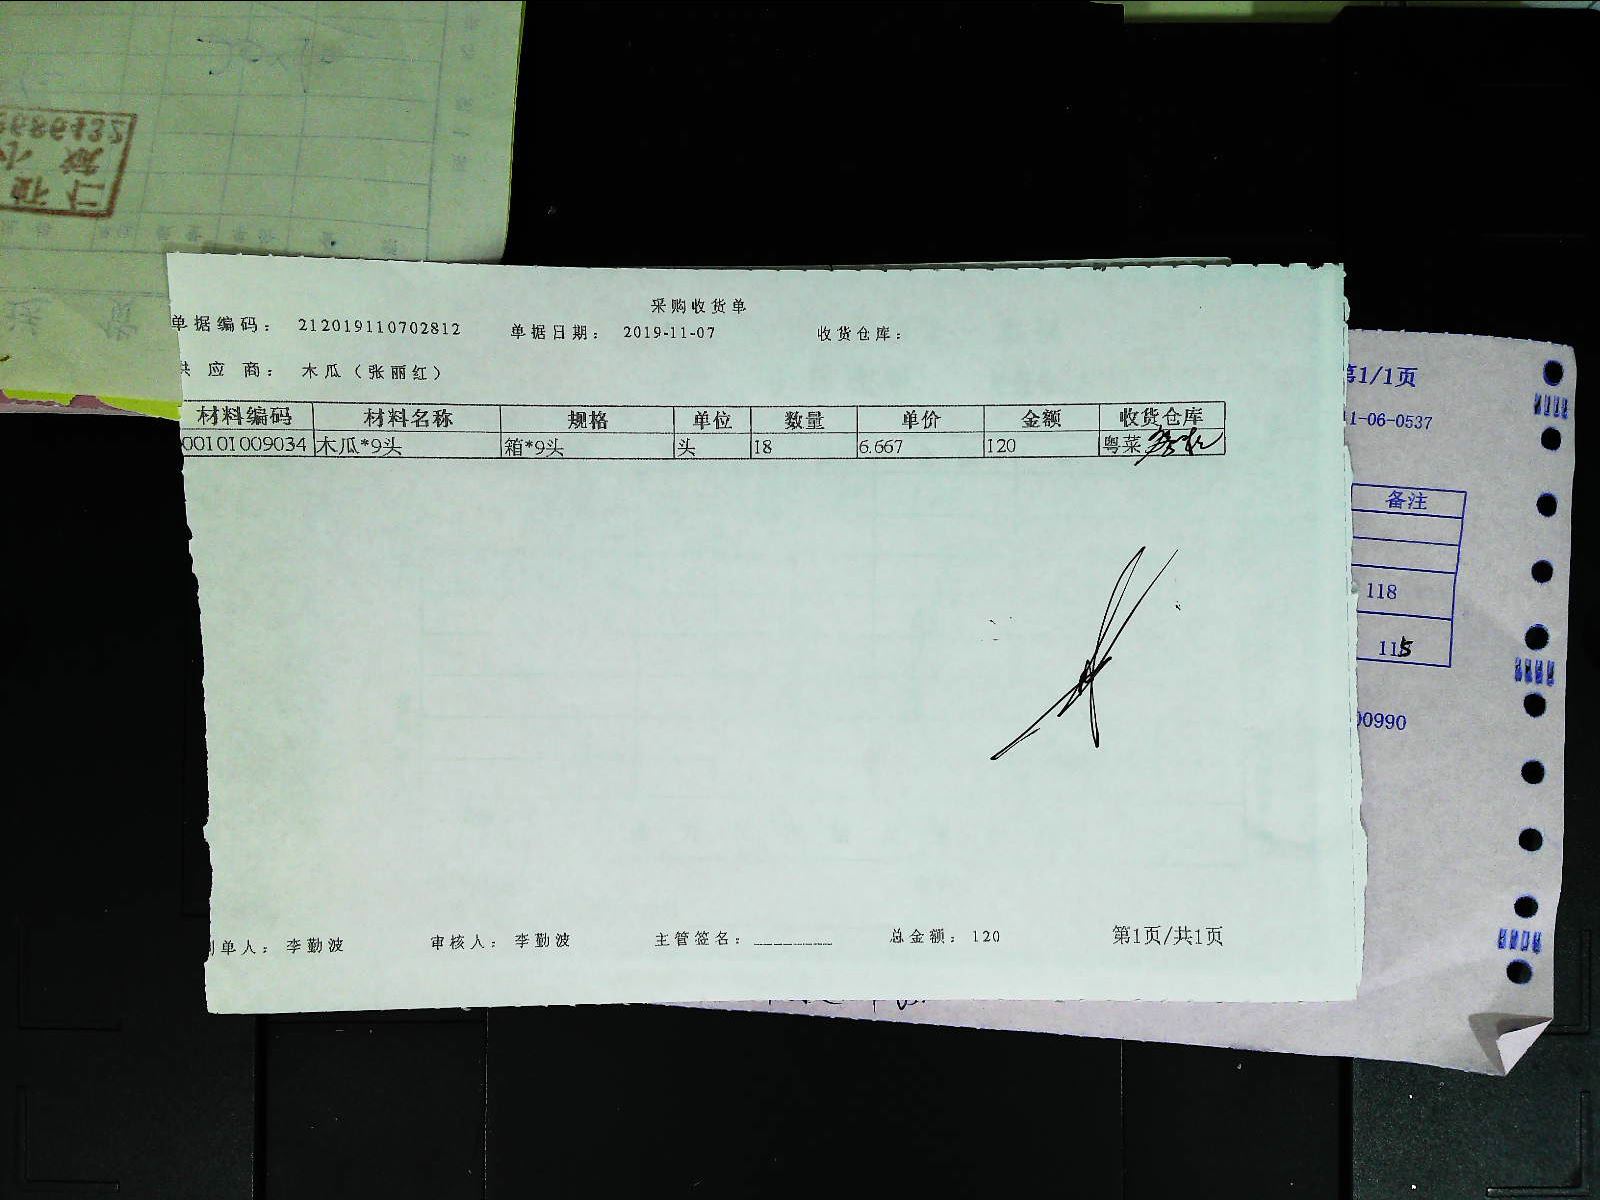 采购收货单
单据编码： 212019110702812 单据日期： 2019-11-07 收货仓库：
供 应 商： 木瓜（张丽红）
材料编码 材料名称 规格 单位 数量 单价 金额 收货仓库
00101009034 木瓜*9头 箱*9头 头 18 6.667 120 粤菜
制单人： 李勤波 审核人： 李勤波 主管签名： ________ 总金额： 120 第1页/共1页
第1/1页
1-06-0537
备注
118
115
00990